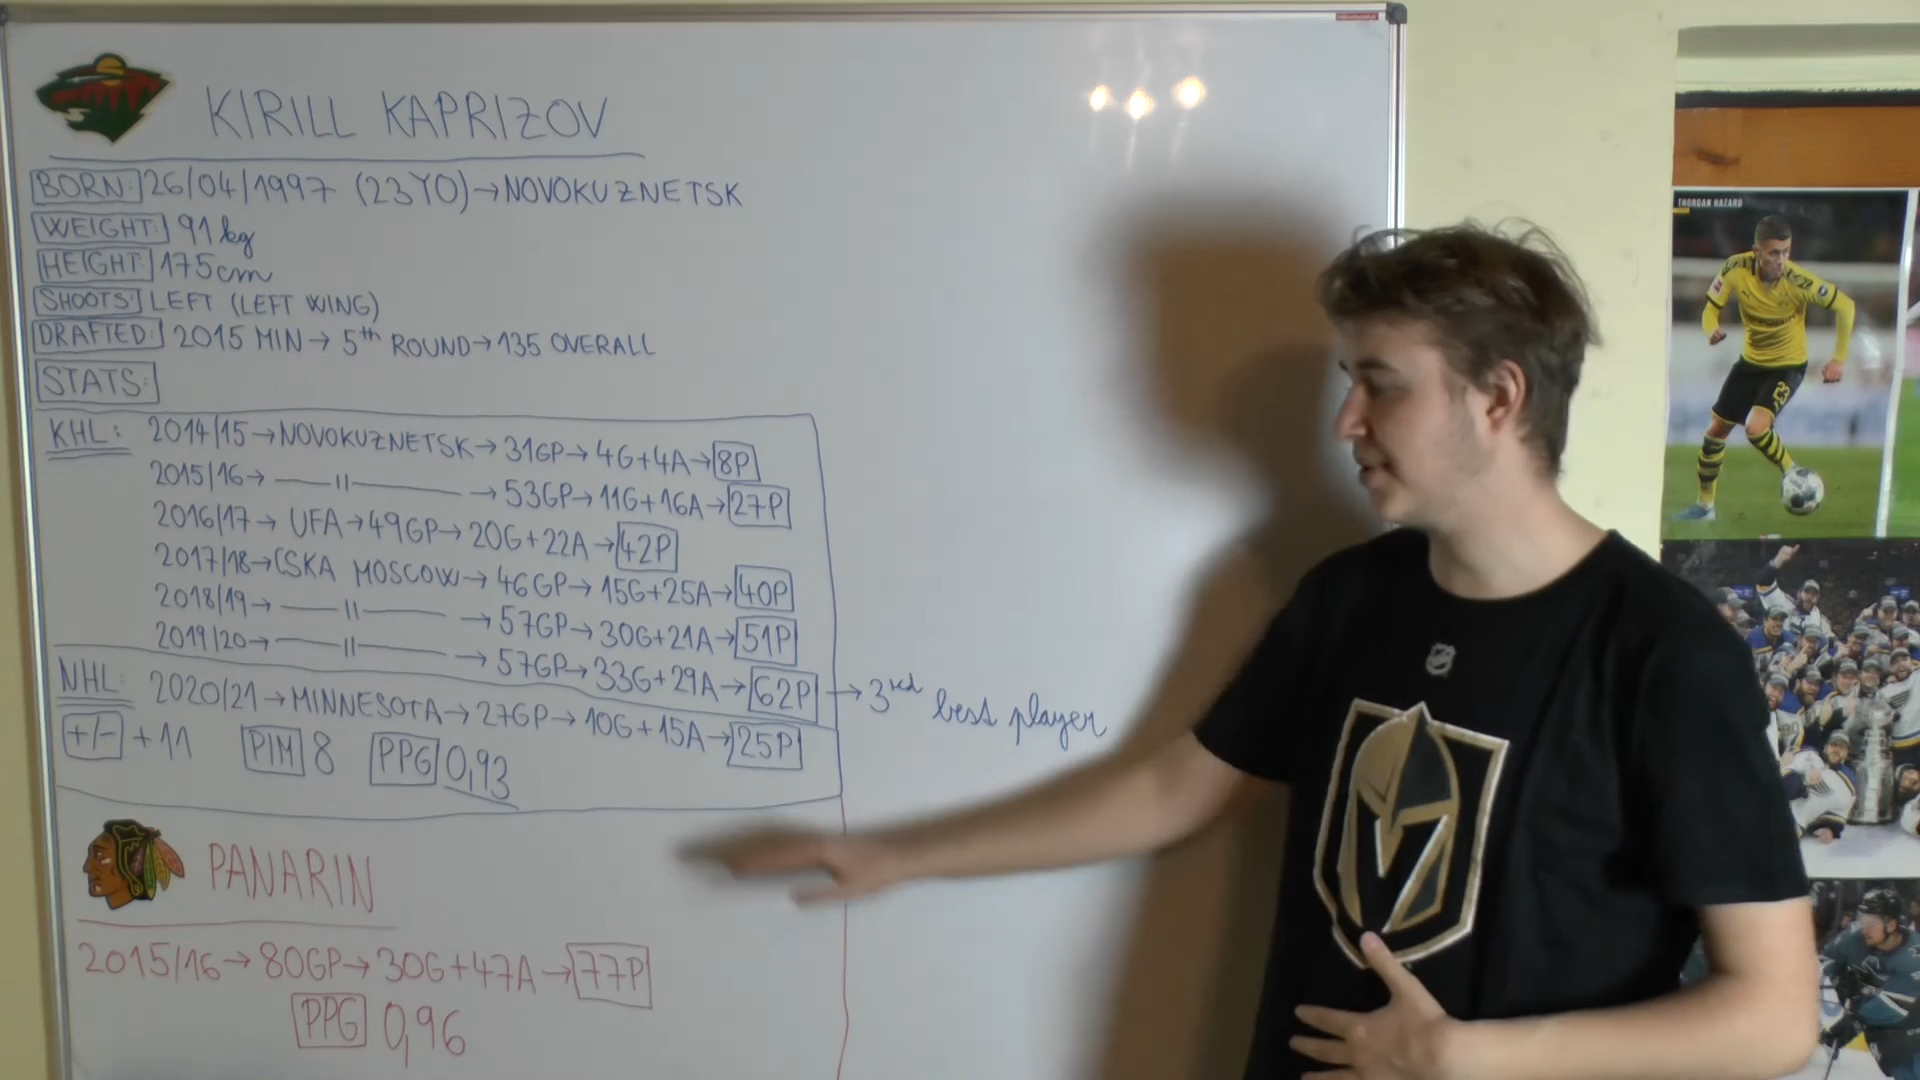 KIRILL KAPRIZOV
BORN: 26/04/1997 (23YO)→NOVOKUZNETSK
WEIGHT: 91 kg
HEIGHT: 175cm
SHOOTS: LEFT (LEFT WING)
DRAFTED: 2015 MIN→ 5th ROUND→135 OVERALL
STATS:
KHL: 2014/15→NOVOKUZNETSK→31GP→4G+4A→8P
2015/16→ —— II —— →53GP→11G+16A→27P
2016/17→ UFA→49GP→20G+22A→42P
2017/18→CSKA MOSCOW→46GP→15G+25A→40P
2018/19→ —— II —— →57GP→30G+21A→51P
2019/20→ —— II —— →57GP→33G+29A→62P →3rd best player
NHL: 2020/21→MINNESOTA→27GP→10G+15A→25P
+/- +11 PIM 8 PPG 0,93
PANARIN
2015/16→80GP→30G+47A→77P
PPG 0,96
THORGAN HAZARD
23